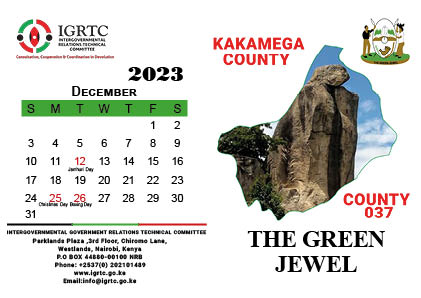 IGRTC
INTERGOVERNMENTAL
RELATIONS TECHNICAL
COMMITTEE
Consultation, Cooperation & Coordination in Devolution
2023
DECEMBER
S M T W T F S
1 2
3 4 5 6 7 8 9
10 11 12 13 14 15 16
Jamhuri Day
17 18 19 20 21 22 23
24 25 26 27 28 29 30
Christmas Day Boxing Day
31
INTERGOVERNMENTAL GOVERNMENT RELATIONS TECHNICAL COMMITTEE
Parklands Plaza ,3rd Floor, Chiromo Lane,
Westlands, Nairobi, Kenya
P.O BOX 44880-00100 NRB
Phone: +2537(0) 202101489
www.igrtc.go.ke
Email:info@igrtc.go.ke
KAKAMEGA
COUNTY
COUNTY
037
THE GREEN
JEWEL